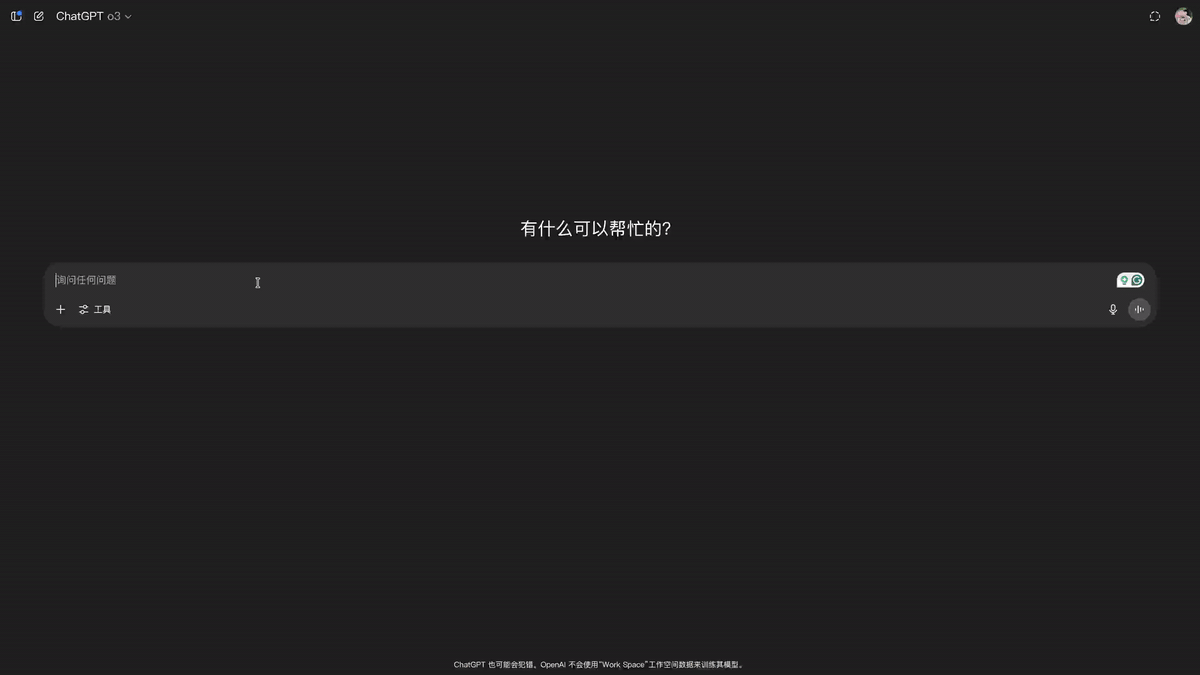 ChatGPT o3
有什么可以帮忙的？
询问任何问题
工具
ChatGPT 也可能会犯错。OpenAI 不会使用"Work Space"工作空间数据来训练其模型。